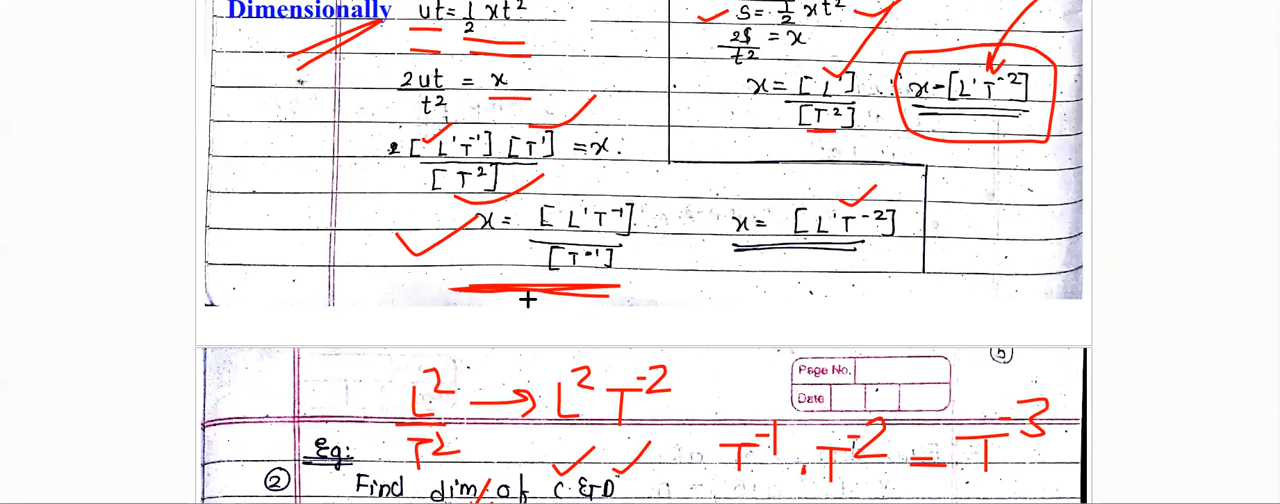 Dimensionally ut = 1/2 xt²
2ut/t² = x
2 [L¹T⁻¹] [T¹] / [T²] = x.
x = [L¹T⁻¹] / [T⁻¹]
x = [L¹T⁻²]
S = 1/2 xt²
2S/t² = x
x = [L¹] / [T²] ∴ x = [L¹T⁻²]
Page No.
Date
L²/T² → L² T⁻²
T⁻¹ . T⁻² = T⁻³
Eg:
② Find dim of C & D